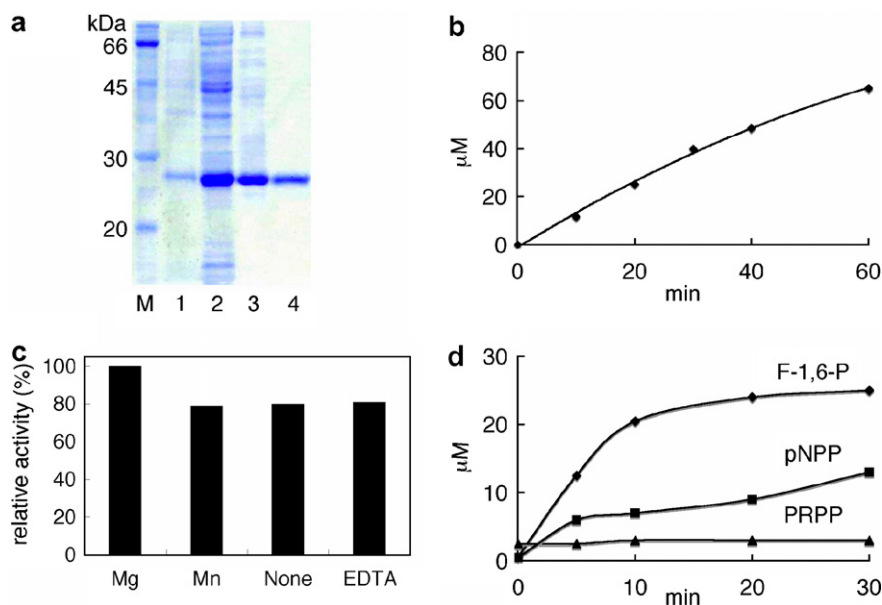 a
kDa
66
45
30
20
M 1 2 3 4
b
80
60
40
20
0
μM
0 20 40 60
min
c
100
80
60
40
20
0
relative activity (%)
Mg Mn None EDTA
d
30
20
10
0
μM
F-1,6-P
pNPP
PRPP
0 10 20 30
min